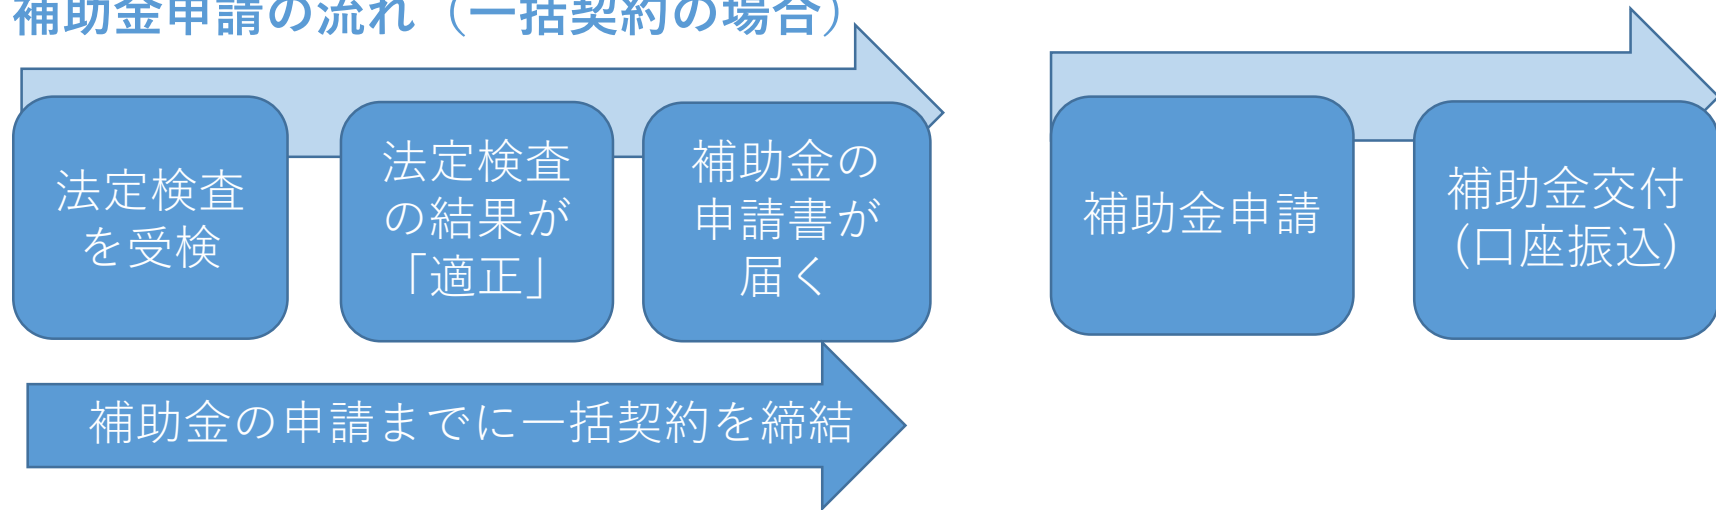 補助金申請の流れ（一括契約の場合）
法定検査
を受検
法定検査
の結果が
「適正」
補助金の
申請書が
届く
補助金申請
補助金交付
(口座振込)
補助金の申請までに一括契約を締結